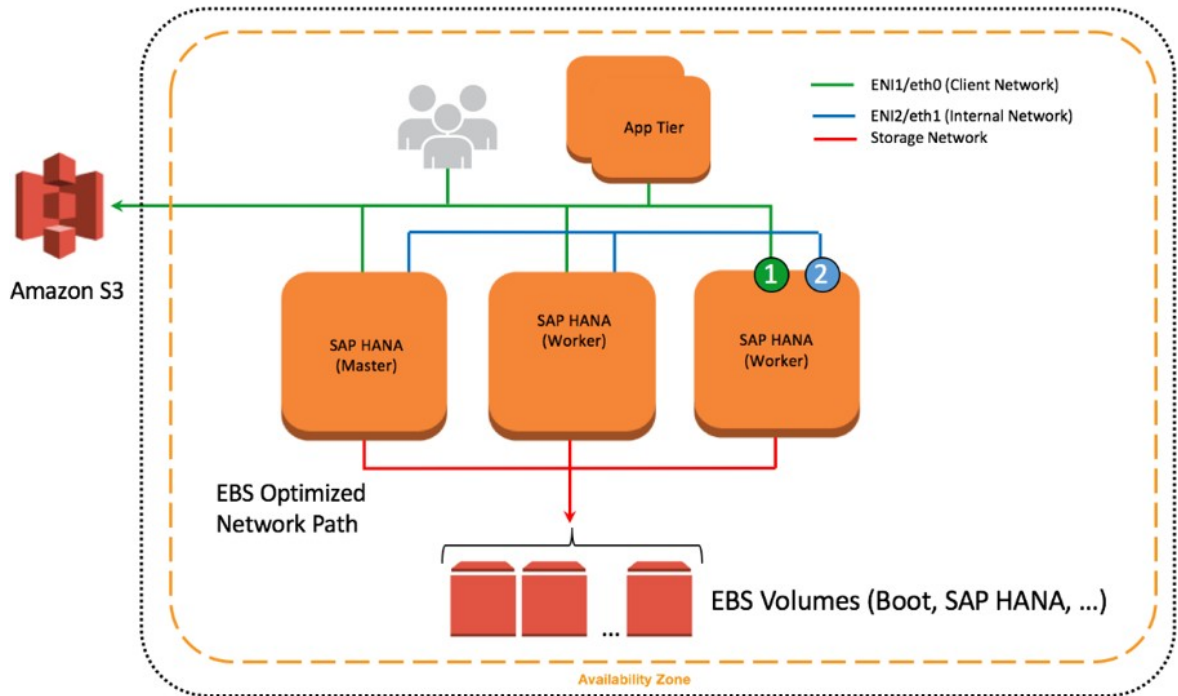 App Tier
ENI1/eth0 (Client Network)
ENI2/eth1 (Internal Network)
Storage Network
Amazon S3
1
2
SAP HANA
(Master)
SAP HANA
(Worker)
SAP HANA
(Worker)
EBS Optimized
Network Path
...
EBS Volumes (Boot, SAP HANA, ...)
Availability Zone